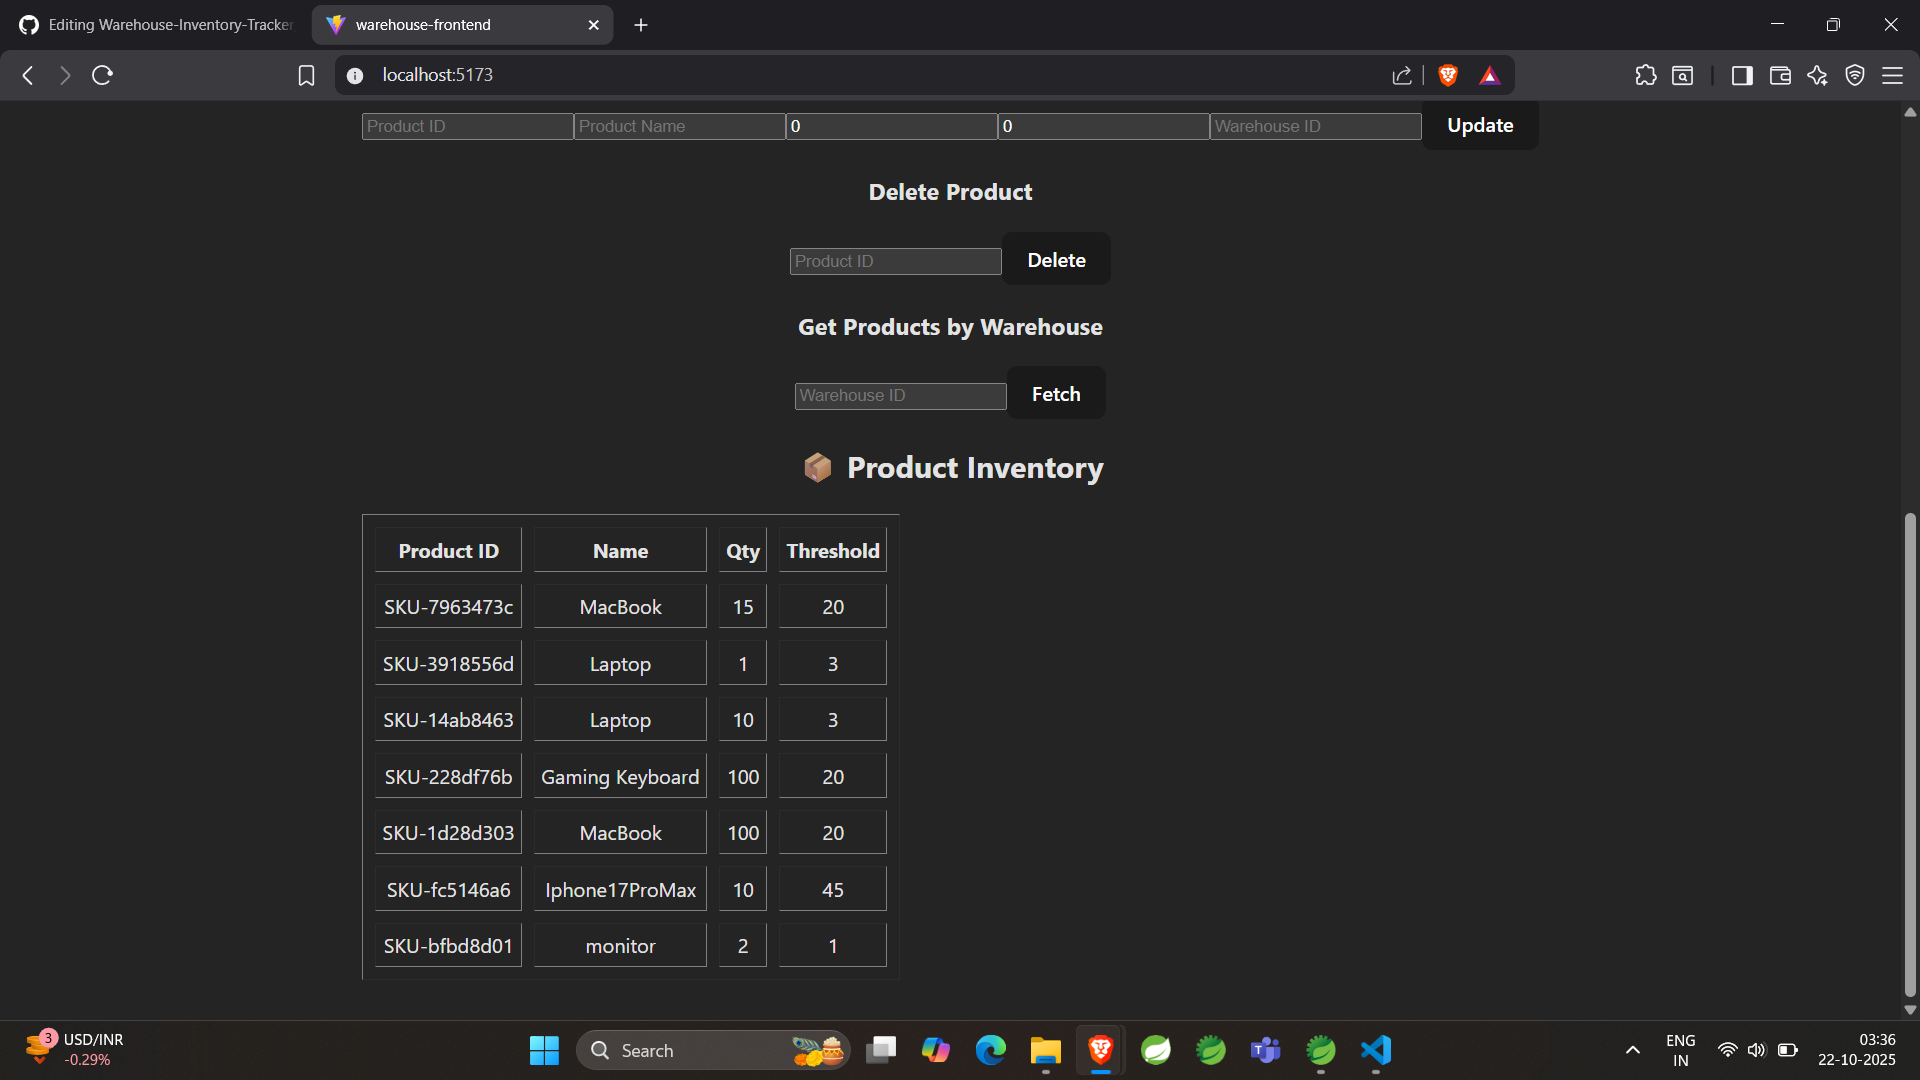 Editing Warehouse-Inventory-Tracker
warehouse-frontend
localhost:5173
Product ID Product Name 0 0 Warehouse ID Update
Delete Product
Product ID Delete
Get Products by Warehouse
Warehouse ID Fetch
📦 Product Inventory
Product ID Name Qty Threshold
SKU-7963473c MacBook 15 20
SKU-3918556d Laptop 1 3
SKU-14ab8463 Laptop 10 3
SKU-228df76b Gaming Keyboard 100 20
SKU-1d28d303 MacBook 100 20
SKU-fc5146a6 Iphone17ProMax 10 45
SKU-bfbd8d01 monitor 2 1
3 USD/INR
-0.29%
Search
T
ENG
IN
03:36
22-10-2025